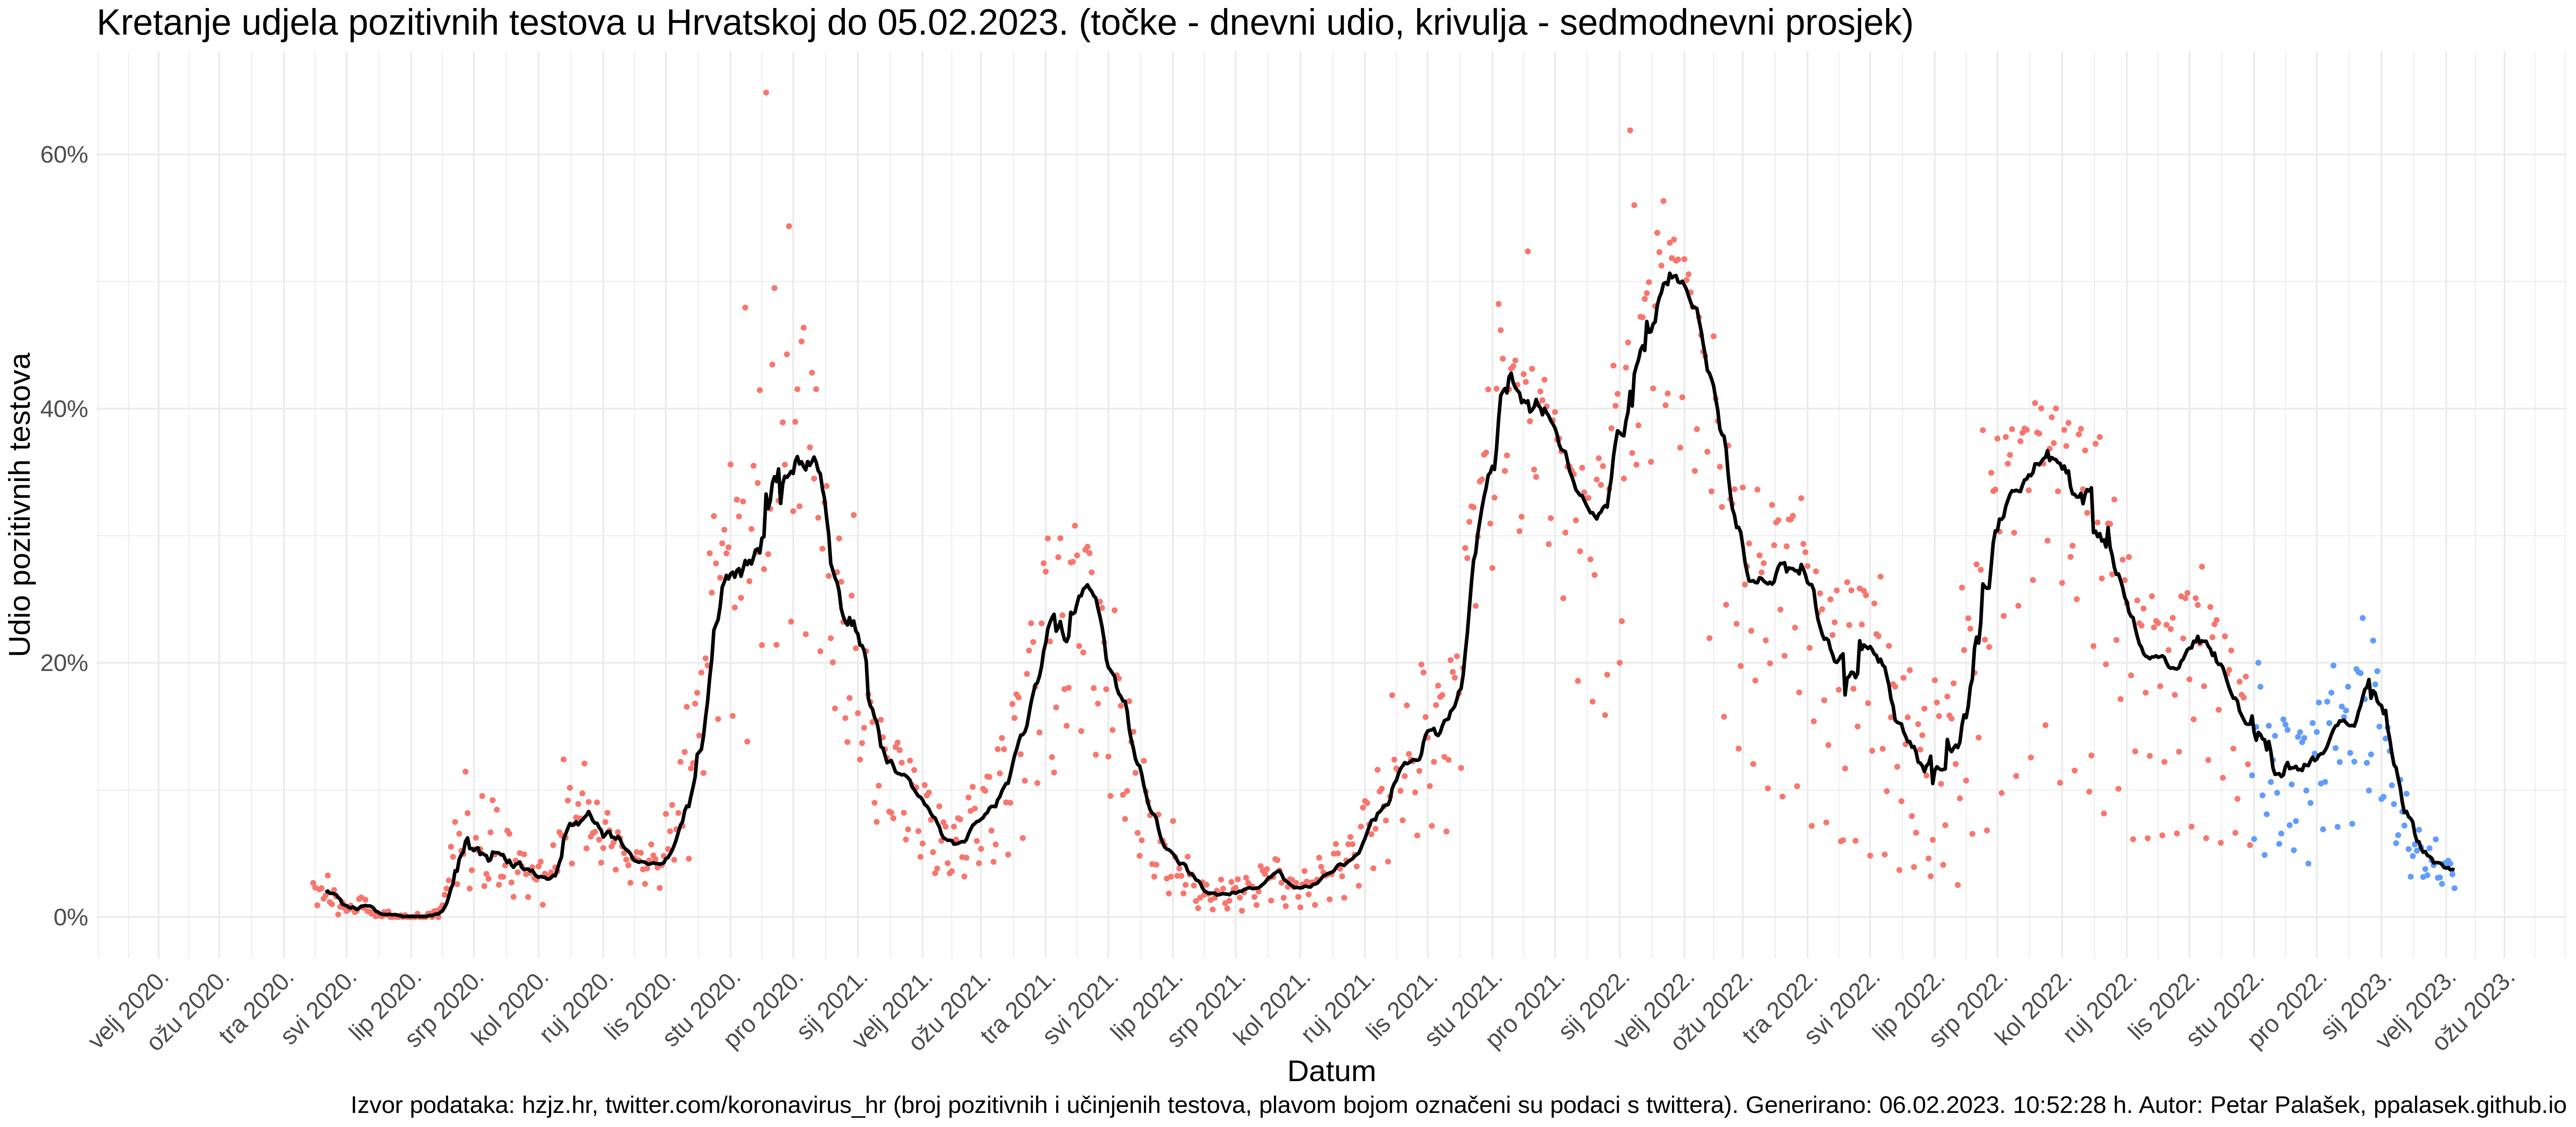 Kretanje udjela pozitivnih testova u Hrvatskoj do 05.02.2023. (točke - dnevni udio, krivulja - sedmodnevni prosjek)
Udio pozitivnih testova
60%
40%
20%
0%
velj 2020.
ožu 2020.
tra 2020.
svi 2020.
lip 2020.
srp 2020.
kol 2020.
ruj 2020.
lis 2020.
stu 2020.
pro 2020.
sij 2021.
velj 2021.
ožu 2021.
tra 2021.
svi 2021.
lip 2021.
srp 2021.
kol 2021.
ruj 2021.
lis 2021.
stu 2021.
pro 2021.
sij 2022.
velj 2022.
ožu 2022.
tra 2022.
svi 2022.
lip 2022.
srp 2022.
kol 2022.
ruj 2022.
lis 2022.
stu 2022.
pro 2022.
sij 2023.
velj 2023.
ožu 2023.
Datum
Izvor podataka: hzjz.hr, twitter.com/koronavirus_hr (broj pozitivnih i učinjenih testova, plavom bojom označeni su podaci s twittera). Generirano: 06.02.2023. 10:52:28 h. Autor: Petar Palašek, ppalasek.github.io